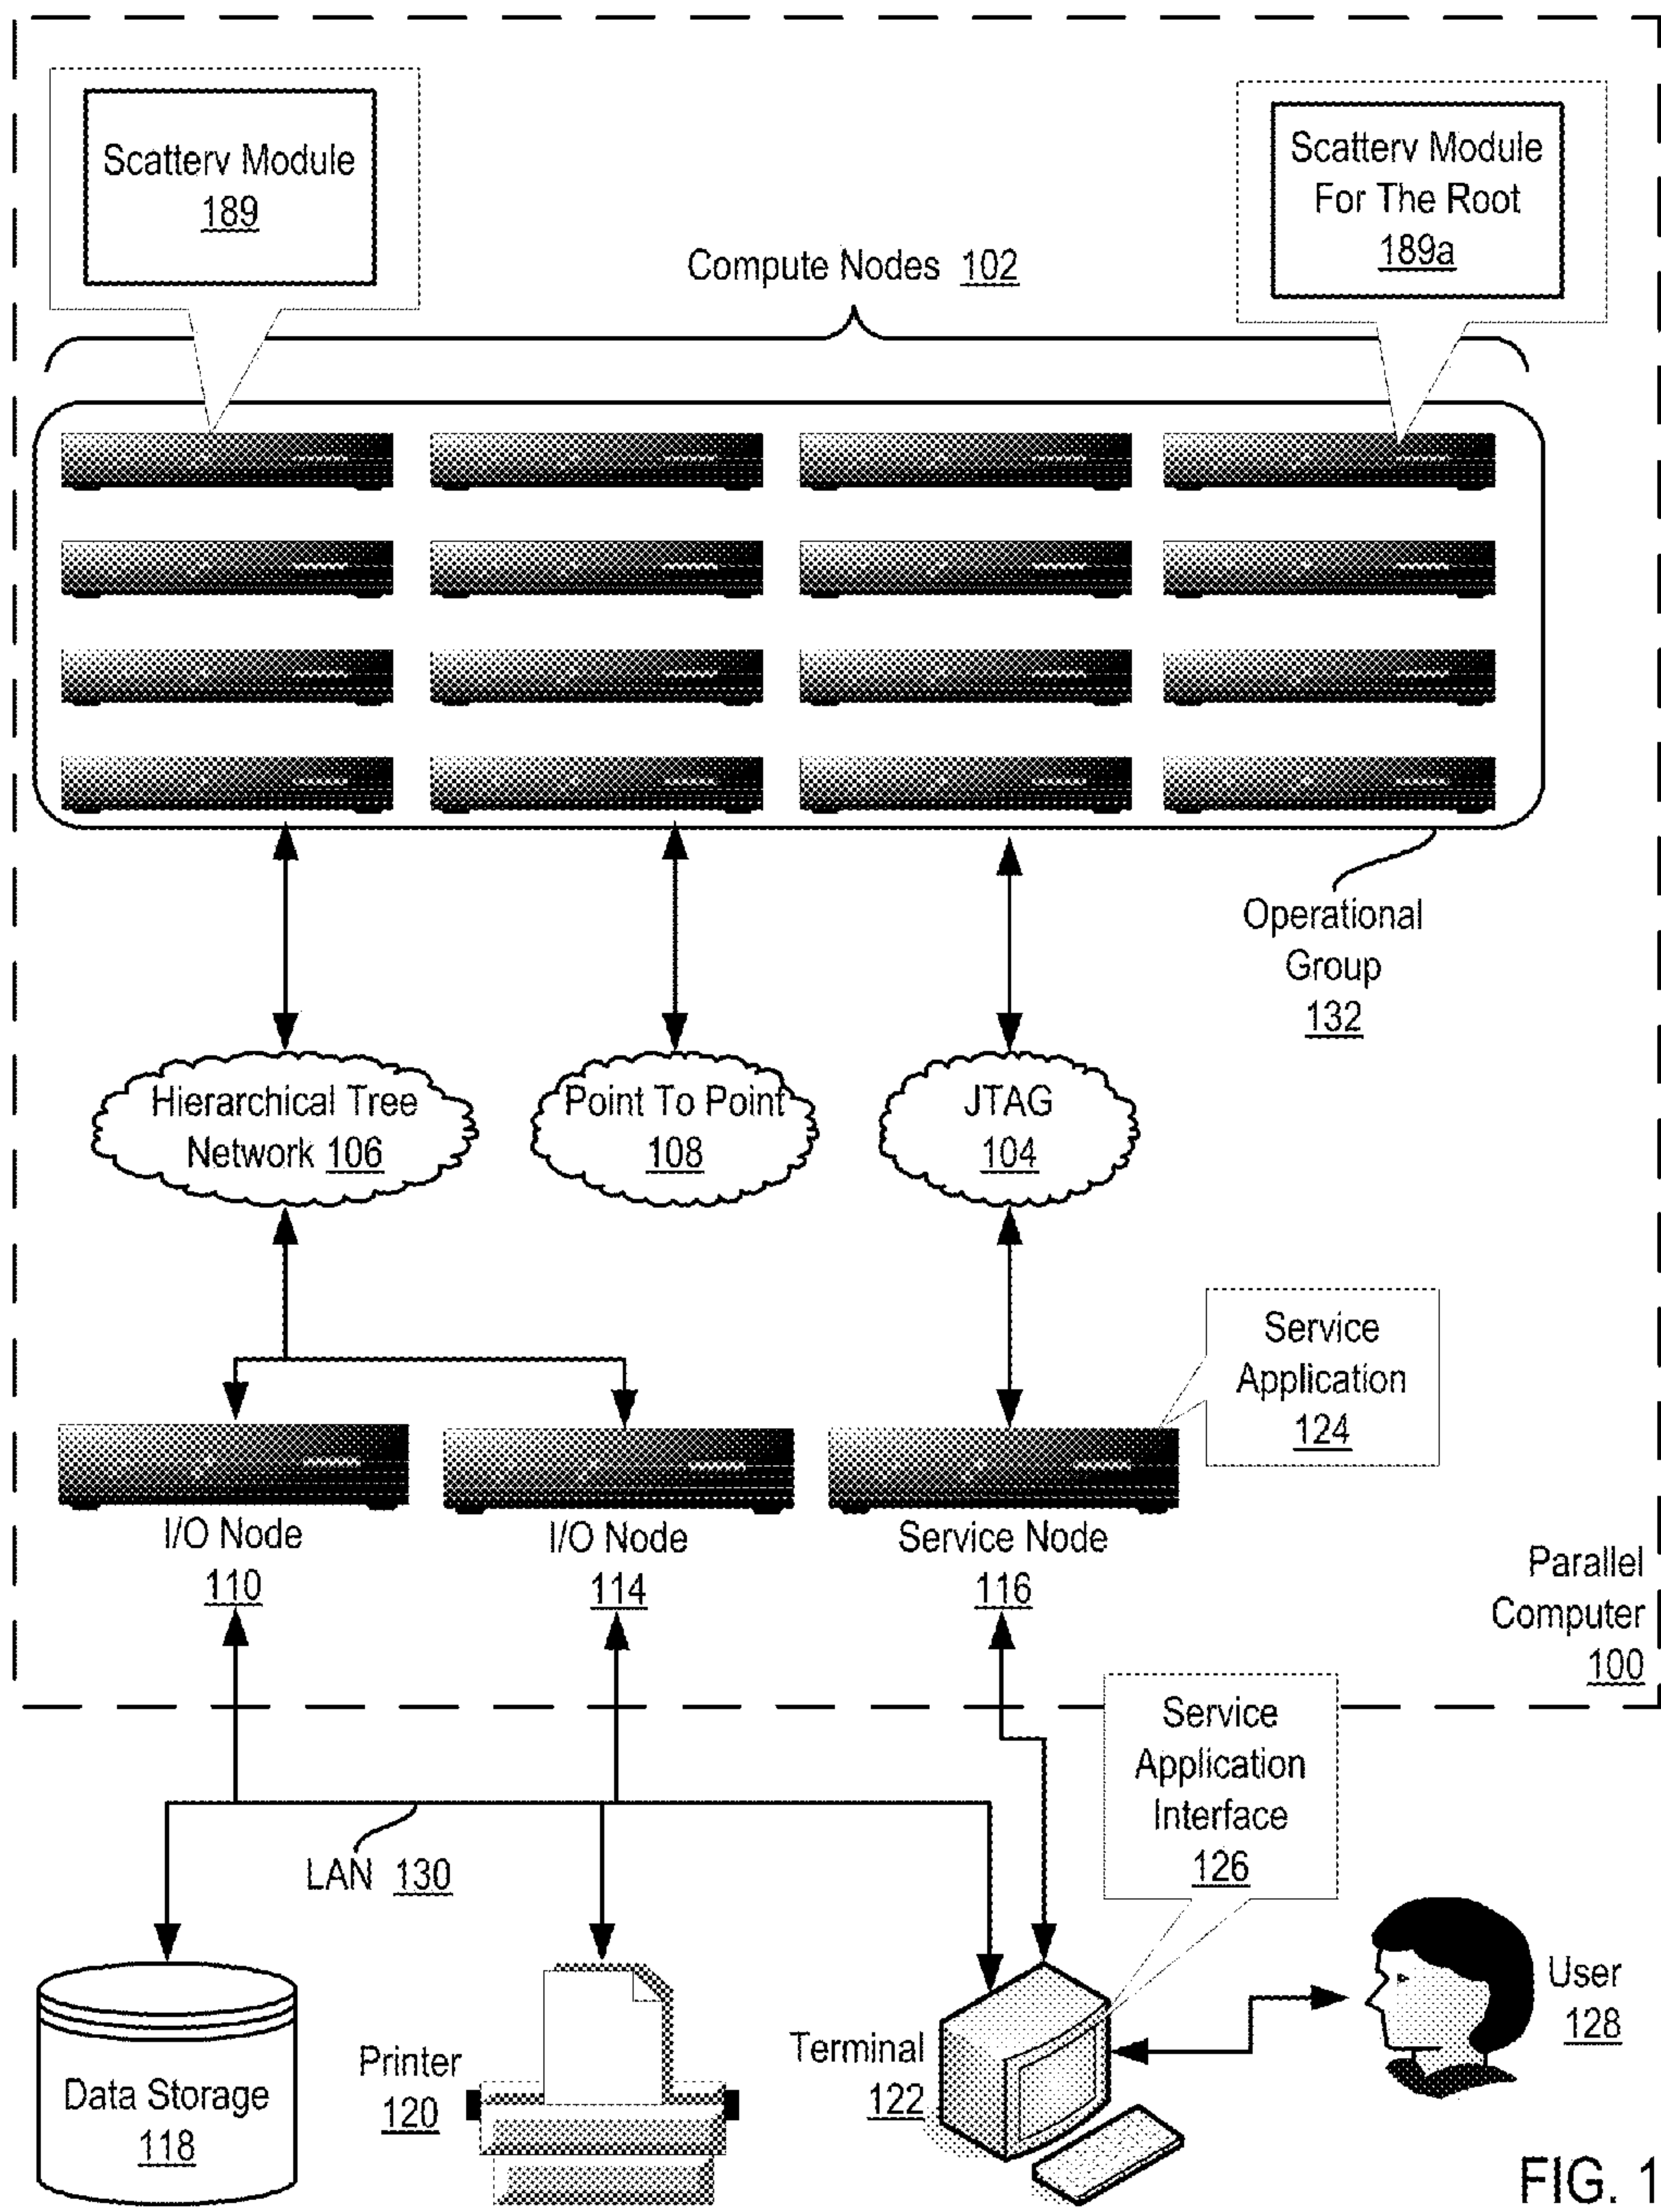 Scatterv Module
189
Scatterv Module
For The Root
189a
Compute Nodes 102
Operational
Group
132
Hierarchical Tree
Network 106
Point To Point
108
JTAG
104
Service
Application
124
I/O Node
110
I/O Node
114
Service Node
116
Parallel
Computer
100
Service
Application
Interface
126
LAN 130
Data Storage
118
Printer
120
Terminal
122
User
128
FIG. 1